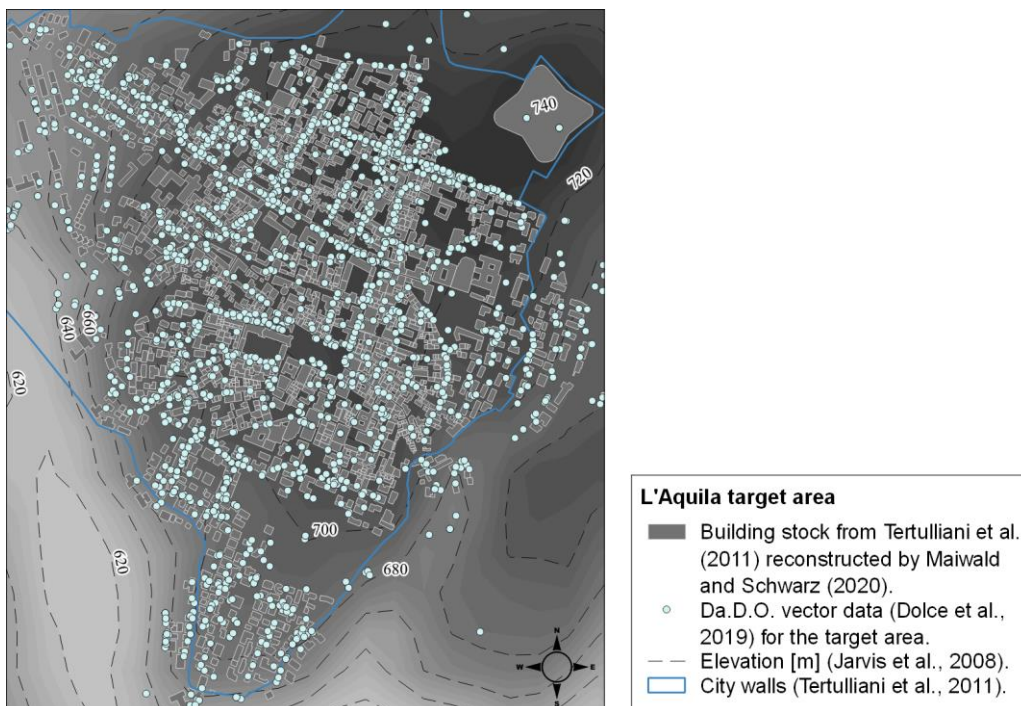 740
720
640
660
620
700
620
680
N
W E
S
L'Aquila target area
Building stock from Tertulliani et al.
(2011) reconstructed by Maiwald
and Schwarz (2020).
Da.D.O. vector data (Dolce et al.,
2019) for the target area.
Elevation [m] (Jarvis et al., 2008).
City walls (Tertulliani et al., 2011).